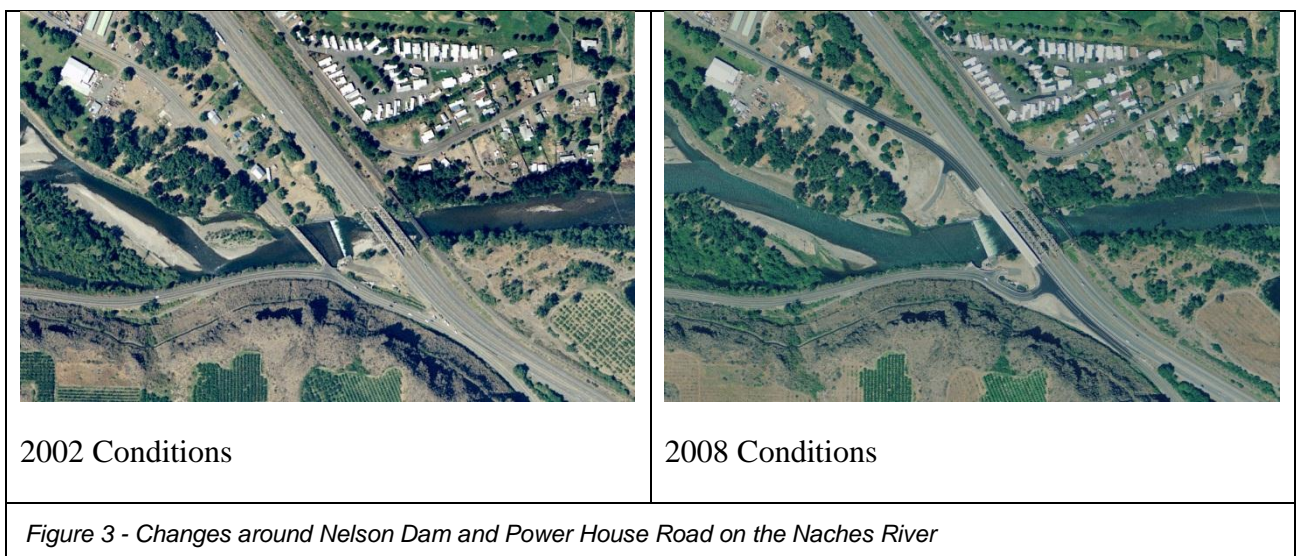 2002 Conditions
2008 Conditions
Figure 3 - Changes around Nelson Dam and Power House Road on the Naches River